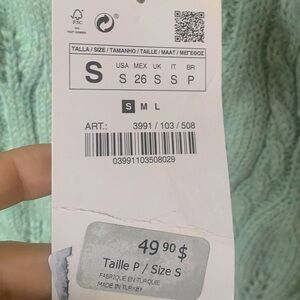 FSC
TALLA / SIZE / TAMANHO / TAILLE / MAAT / ΜΕΓΕΘΟΣ
S
USA MEX UK IT BR
S 26 S S P
S M L
ART.: 3991 / 103 / 508
03991103508029
49 90 $
Taille P / Size S
FABRIQUÉ EN TURQUIE
MADE IN TURKEY